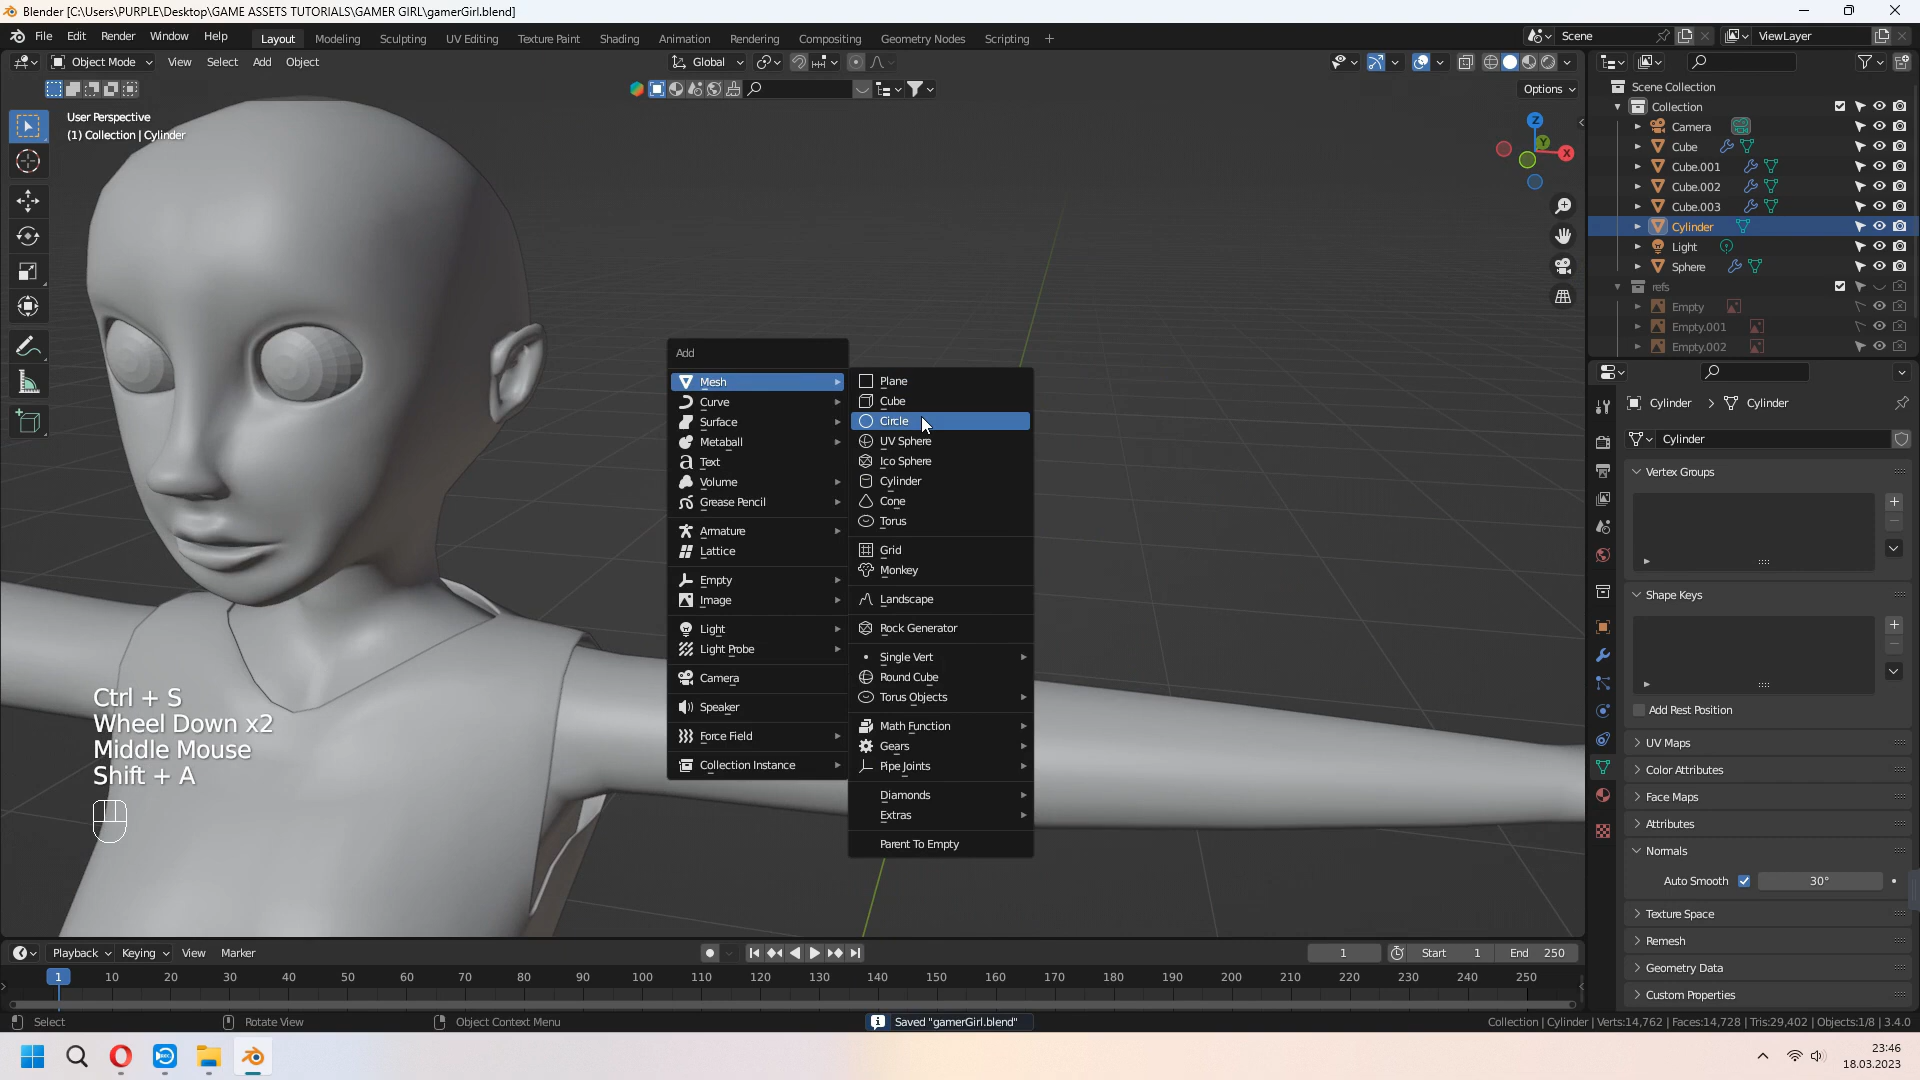 Blender [C:\Users\PURPLE\Desktop\GAME ASSETS TUTORIALS\GAMER GIRL\gamerGirl.blend]
File Edit Render Window Help Layout Modeling Sculpting UV Editing Texture Paint Shading Animation Rendering Compositing Geometry Nodes Scripting Scene ViewLayer
Object Mode View Select Add Object Global
Options
User Perspective
(1) Collection | Cylinder
Z
Y
X
Scene Collection
Collection
Camera
Cube
Cube.001
Cube.002
Cube.003
Cylinder
Light
Sphere
refs
Empty
Empty.001
Empty.002
Add
Mesh
Curve
Surface
Metaball
Text
Volume
Grease Pencil
Armature
Lattice
Empty
Image
Light
Light Probe
Camera
Speaker
Force Field
Collection Instance
Plane
Cube
Circle
UV Sphere
Ico Sphere
Cylinder
Cone
Torus
Grid
Monkey
Landscape
Rock Generator
Single Vert
Round Cube
Torus Objects
Math Function
Gears
Pipe Joints
Diamonds
Extras
Parent To Empty
Ctrl + S
Wheel Down x2
Middle Mouse
Shift + A
Cylinder Cylinder
Cylinder
Vertex Groups
Shape Keys
Add Rest Position
UV Maps
Color Attributes
Face Maps
Attributes
Normals
Auto Smooth 30°
Texture Space
Remesh
Geometry Data
Custom Properties
Playback Keying View Marker 1 Start 1 End 250
1 10 20 30 40 50 60 70 80 90 100 110 120 130 140 150 160 170 180 190 200 210 220 230 240 250
Select Rotate View Object Context Menu Saved "gamerGirl.blend" Collection | Cylinder | Verts:14,762 | Faces:14,728 | Tris:29,402 | Objects:1/8 | 3.4.0
23:46
18.03.2023